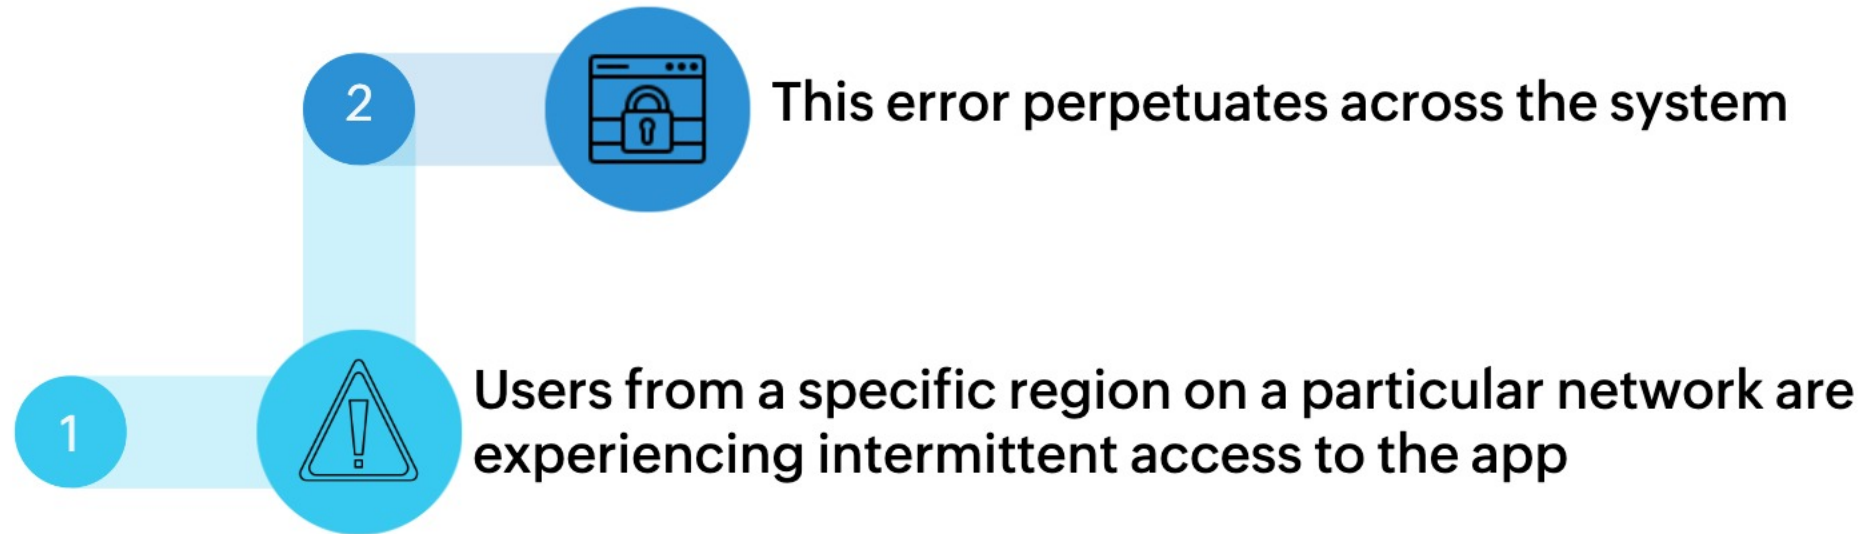 2
This error perpetuates across the system
1
Users from a specific region on a particular network are
experiencing intermittent access to the app